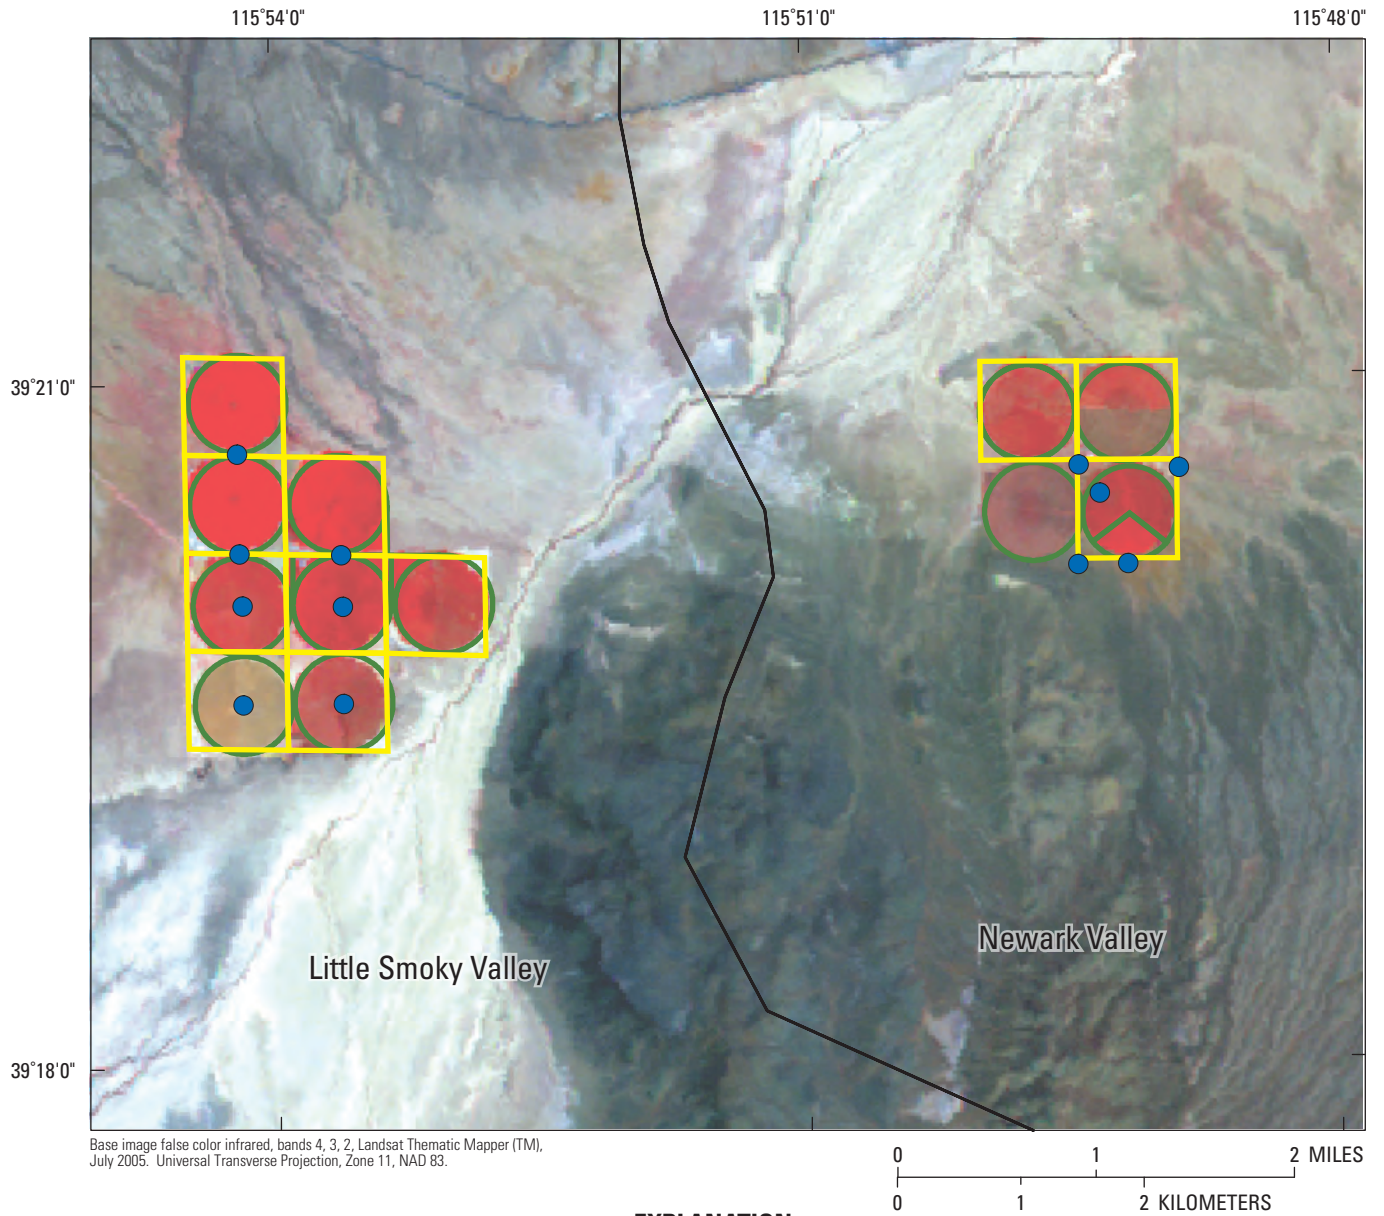 115°54'0" 115°51'0" 115°48'0"
39°21'0"
Newark Valley
Little Smoky Valley
39°18'0"
Base image false color infrared, bands 4, 3, 2, Landsat Thematic Mapper (TM),
July 2005. Universal Transverse Projection, Zone 11, NAD 83.
0 1 2 MILES
0 1 2 KILOMETERS
EXPLANATION